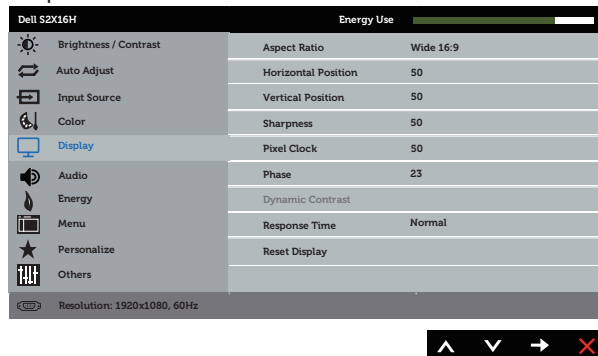 Dell S2X16H Energy Use
Brightness / Contrast Aspect Ratio Wide 16:9
Auto Adjust Horizontal Position 50
Input Source Vertical Position 50
Color Sharpness 50
Display Pixel Clock 50
Audio Phase 23
Energy Dynamic Contrast
Menu Response Time Normal
Personalize Reset Display
Others
Resolution: 1920x1080, 60Hz